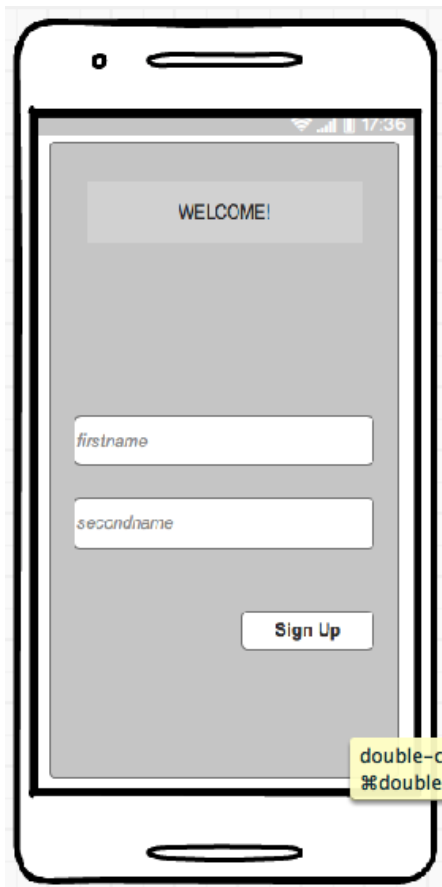 17:36
WELCOME!
firstname
secondname
Sign Up
double-c
⌘double